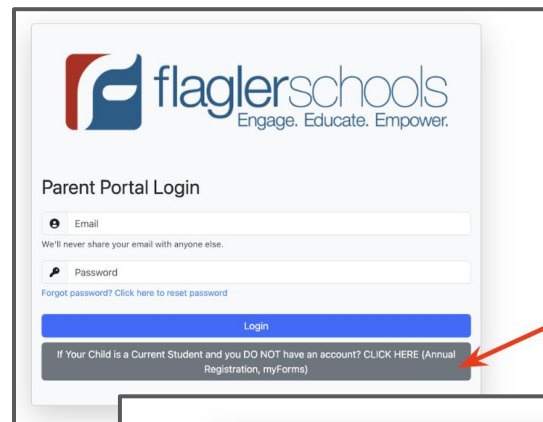 flaglerschools
Engage. Educate. Empower.
Parent Portal Login
Email
We'll never share your email with anyone else.
Password
Forgot password? Click here to reset password
Login
If Your Child is a Current Student and you DO NOT have an account? CLICK HERE (Annual
Registration, myForms)